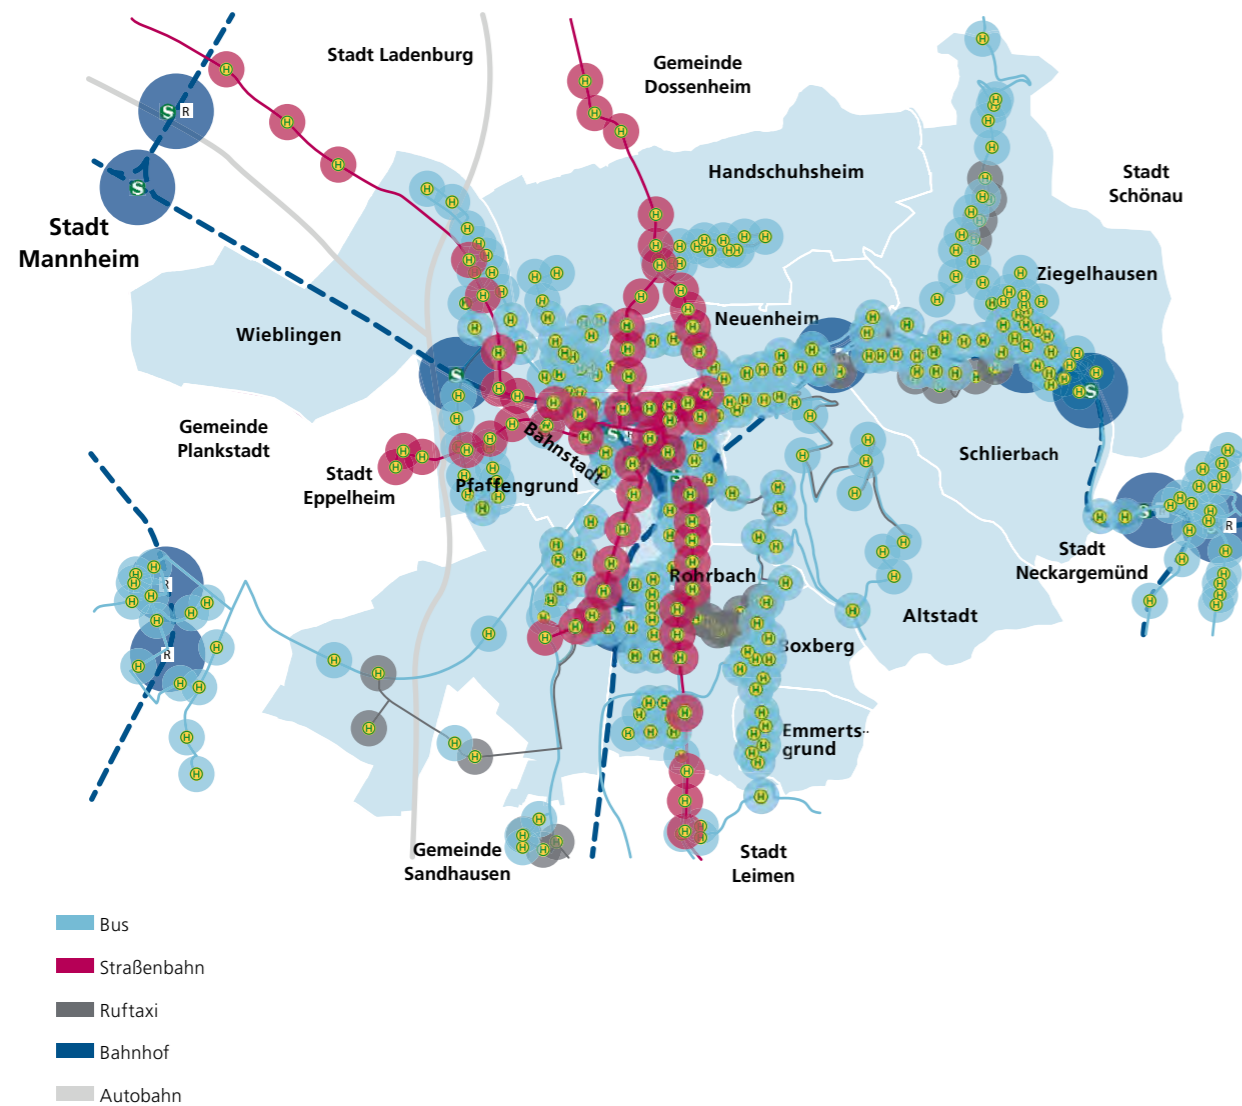 Stadt Ladenburg
Gemeinde
Dossenheim
Handschuhsheim
Stadt
Schönau
Stadt
Mannheim
Ziegelhausen
Wieblingen
Neuenheim
Gemeinde
Plankstadt
Bahnstadt
Stadt
Eppelheim
Pfaffengrund
Schlierbach
Stadt
Neckargemünd
Rohrbach
Altstadt
Boxberg
Emmerts-
grund
Gemeinde
Sandhausen
Stadt
Leimen
Bus
Straßenbahn
Ruftaxi
Bahnhof
Autobahn